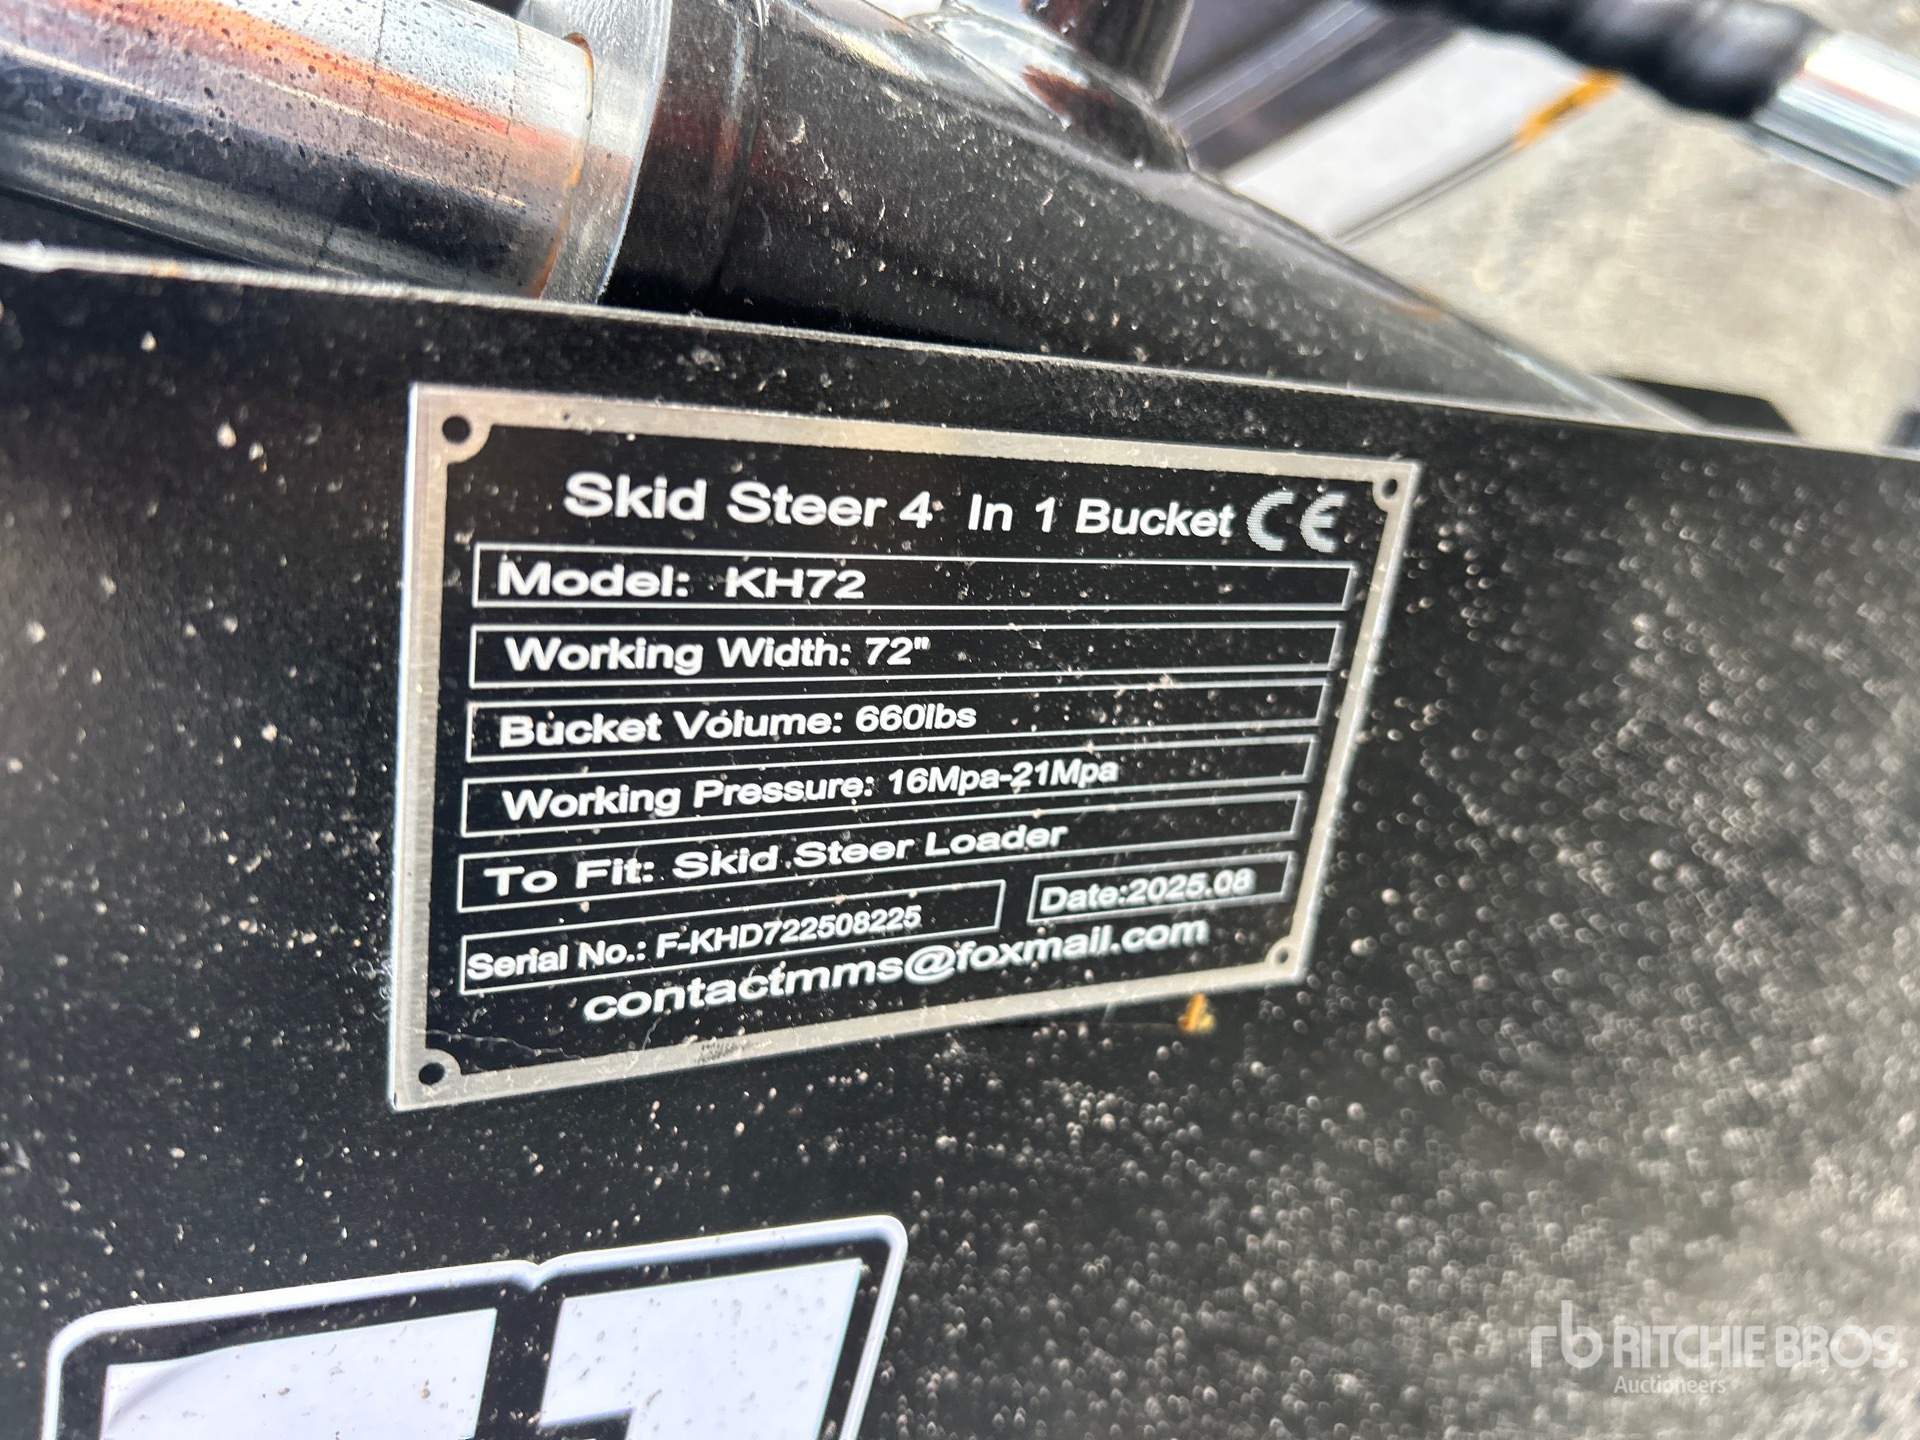 Skid Steer 4 In 1 Bucket CE
Model: KH72
Working Width: 72"
Bucket Volume: 660lbs
Working Pressure: 16Mpa-21Mpa
To Fit: Skid Steer Loader
Serial No.: F-KHD722508225
Date:2025.08
contactmms@foxmail.com
rb RITCHIE BROS.
Auctioneers